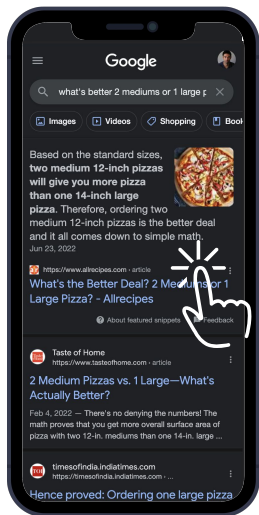 Google
what's better 2 mediums or 1 large p
Images
Videos
Shopping
Book
Based on the standard sizes,
two medium 12-inch pizzas
will give you more pizza
than one 14-inch large
pizza. Therefore, ordering two
medium 12-inch pizzas is the better deal
and it all comes down to simple math.
Jun 23, 2022
https://www.allrecipes.com › article
What's the Better Deal? 2 Mediums or 1
Large Pizza? - Allrecipes
About featured snippets
Feedback
Taste of Home
https://www.tasteofhome.com › article
2 Medium Pizzas vs. 1 Large—What's
Actually Better?
Feb 4, 2022 — There's no denying the numbers! The
math proves that you get more overall surface area of
pizza with two 12-in. mediums than one 14-in. large ...
TOI
timesofindia.indiatimes.com
https://timesofindia.indiatimes.com › ...
Hence proved: Ordering one large pizza